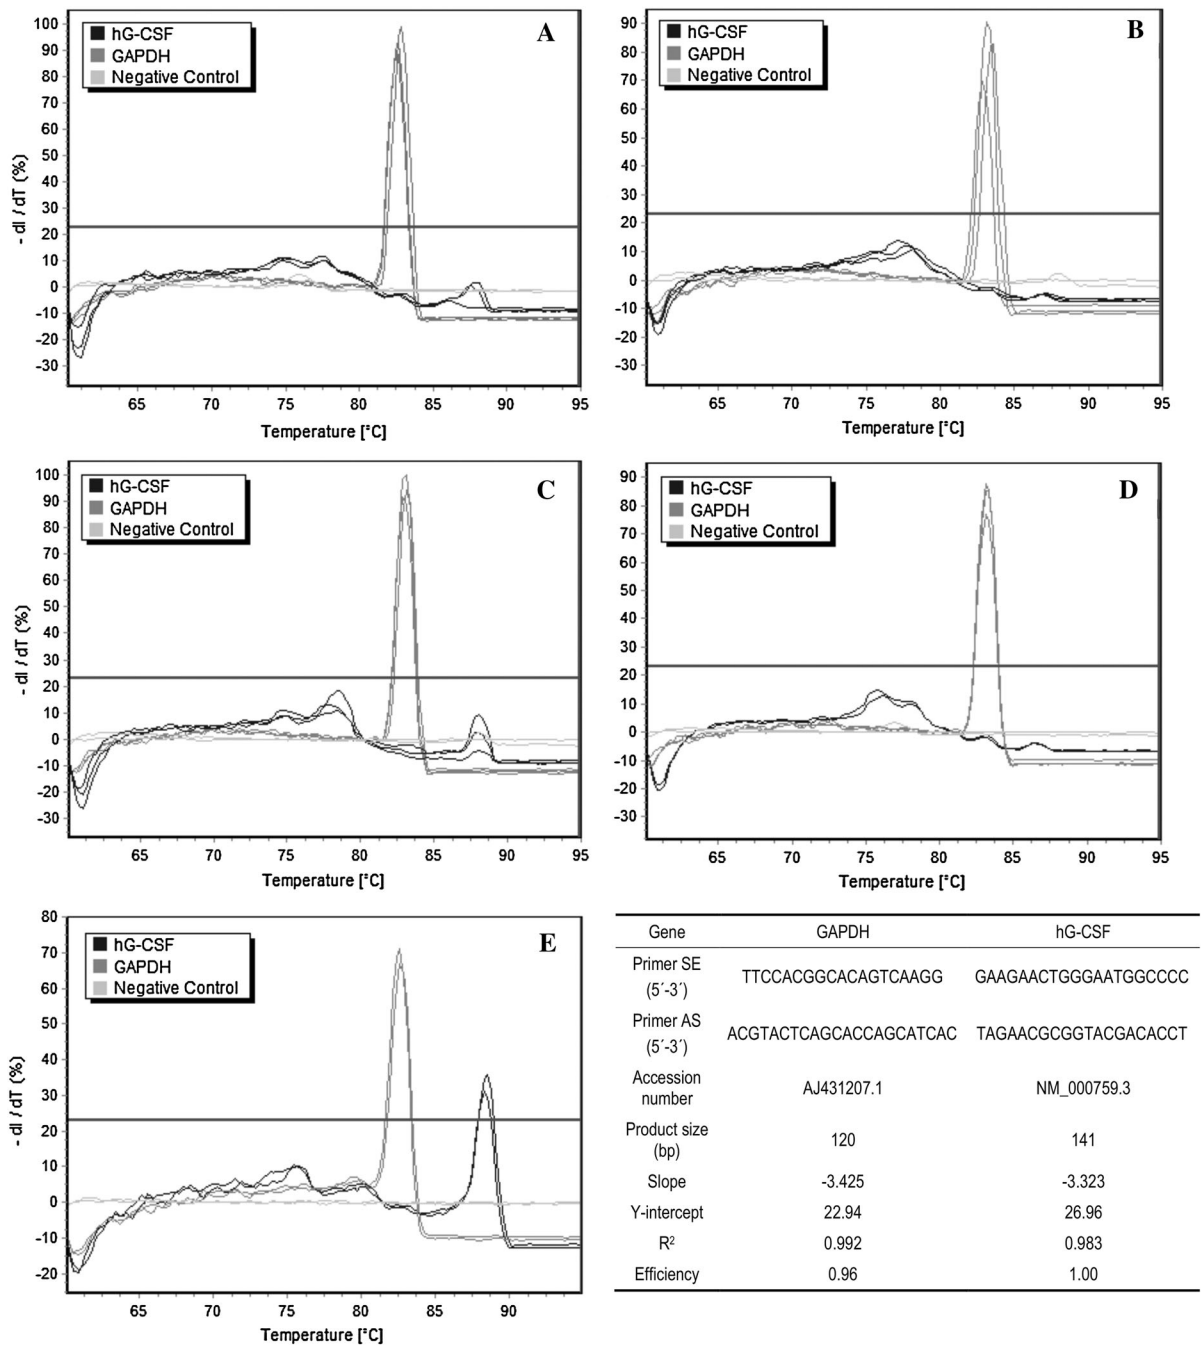 hG-CSF
GAPDH
Negative Control
A
- dI / dT (%)
100
90
80
70
60
50
40
30
20
10
0
-10
-20
-30
65 70 75 80 85 90 95
Temperature [°C]
hG-CSF
GAPDH
Negative Control
B
90
80
70
60
50
40
30
20
10
0
-10
-20
-30
65 70 75 80 85 90 95
Temperature [°C]
hG-CSF
GAPDH
Negative Control
C
- dI / dT (%)
100
90
80
70
60
50
40
30
20
10
0
-10
-20
-30
65 70 75 80 85 90 95
Temperature [°C]
hG-CSF
GAPDH
Negative Control
D
90
80
70
60
50
40
30
20
10
0
-10
-20
-30
65 70 75 80 85 90 95
Temperature [°C]
hG-CSF
GAPDH
Negative Control
E
- dI / dT (%)
80
70
60
50
40
30
20
10
0
-10
-20
65 70 75 80 85 90
Temperature [°C]
Gene GAPDH hG-CSF
Primer SE
(5´-3´) TTCCACGGCACAGTCAAGG GAAGAACTGGGAATGGCCCC
Primer AS
(5´-3´) ACGTACTCAGCACCAGCATCAC TAGAACGCGGTACGACACCT
Accession
number AJ431207.1 NM_000759.3
Product size
(bp) 120 141
Slope -3.425 -3.323
Y-intercept 22.94 26.96
R² 0.992 0.983
Efficiency 0.96 1.00